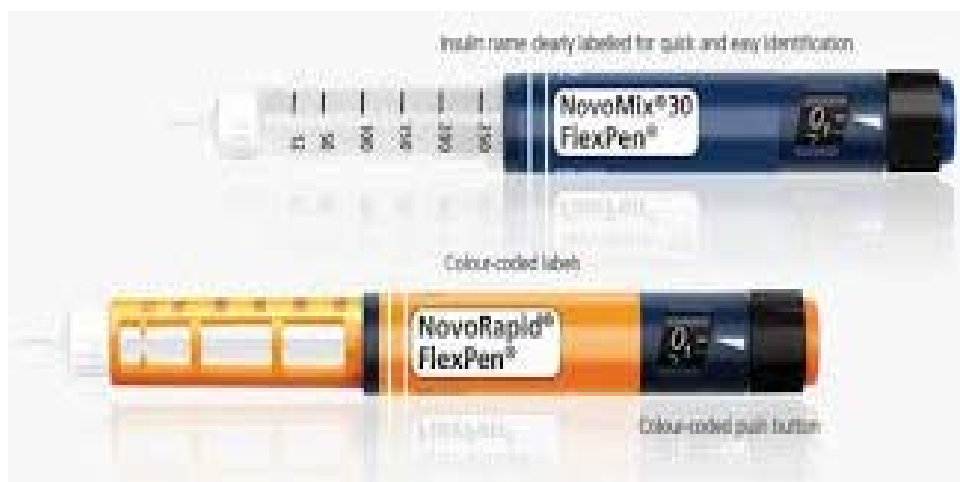 Insulin name clearly labelled for quick and easy identification
NovoMix®30
FlexPen®
Colour-coded labels
NovoRapid®
FlexPen®
Colour-coded push button